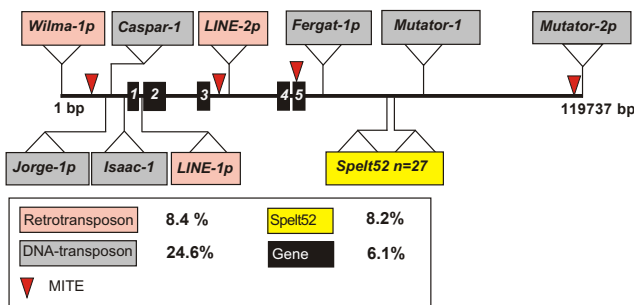 Wilma-1p Caspar-1 LINE-2p Fergat-1p Mutator-1 Mutator-2p
1 2 3 4 5
1 bp 119737 bp
Jorge-1p Isaac-1 LINE-1p Spelt52 n=27
Retrotransposon 8.4 % Spelt52 8.2%
DNA-transposon 24.6% Gene 6.1%
MITE